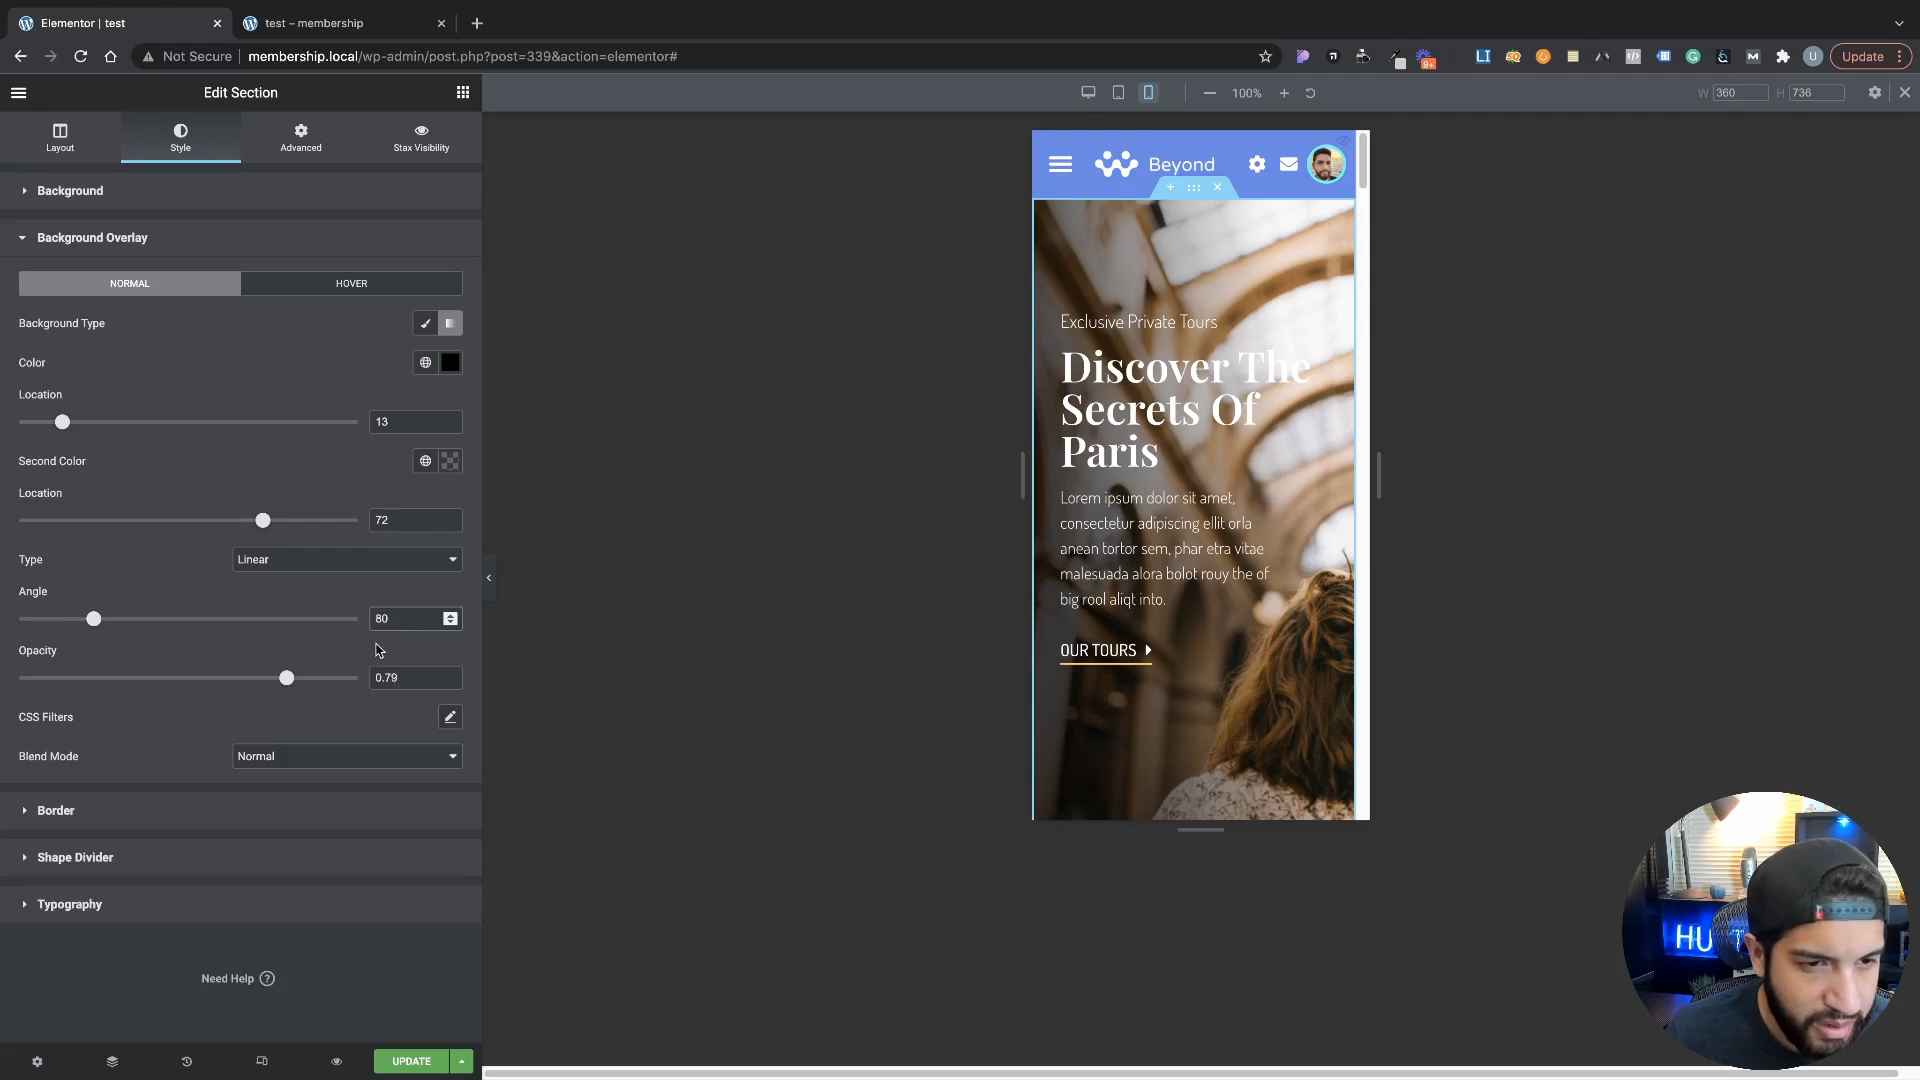 Elementor | test
test – membership
Not Secure
membership.local/wp-admin/post.php?post=339&action=elementor#
9+
LI
M
U
Update
Edit Section
100%
W 360
H 736
Layout
Style
Advanced
Stax Visibility
Background
Background Overlay
NORMAL
HOVER
Background Type
Color
Location
13
Second Color
Location
72
Type
Linear
Angle
80
Opacity
0.79
CSS Filters
Blend Mode
Normal
Border
Shape Divider
Typography
Need Help ?
UPDATE
Beyond
Exclusive Private Tours
Discover The
Secrets Of
Paris
Lorem ipsum dolor sit amet,
consectetur adipiscing ellit orla
anean tortor sem, phar etra vitae
malesuada alora bolot rouy the of
big rool aliqt into.
OUR TOURS
HU